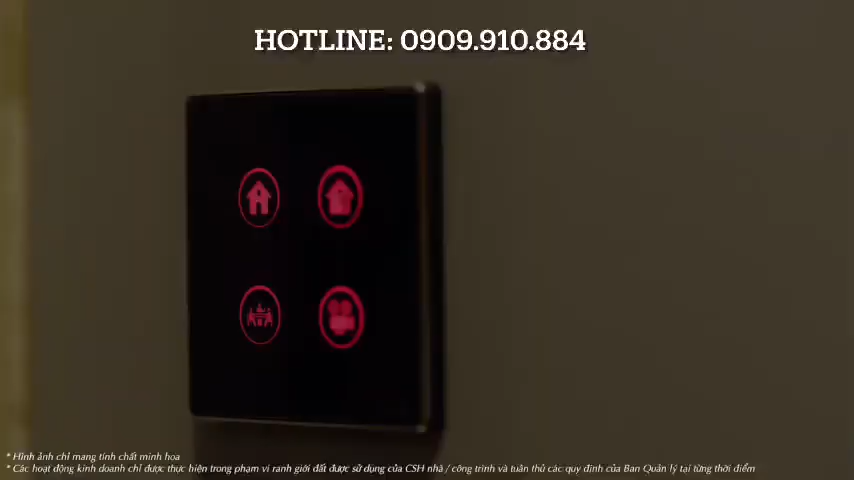 HOTLINE: 0909.910.884
* Hình ảnh chỉ mang tính chất minh họa
* Các hoạt động kinh doanh chỉ được thực hiện trong phạm vi ranh giới đất được sử dụng của CSH nhà / công trình và tuân thủ các quy định của Ban Quản lý tại từng thời điểm